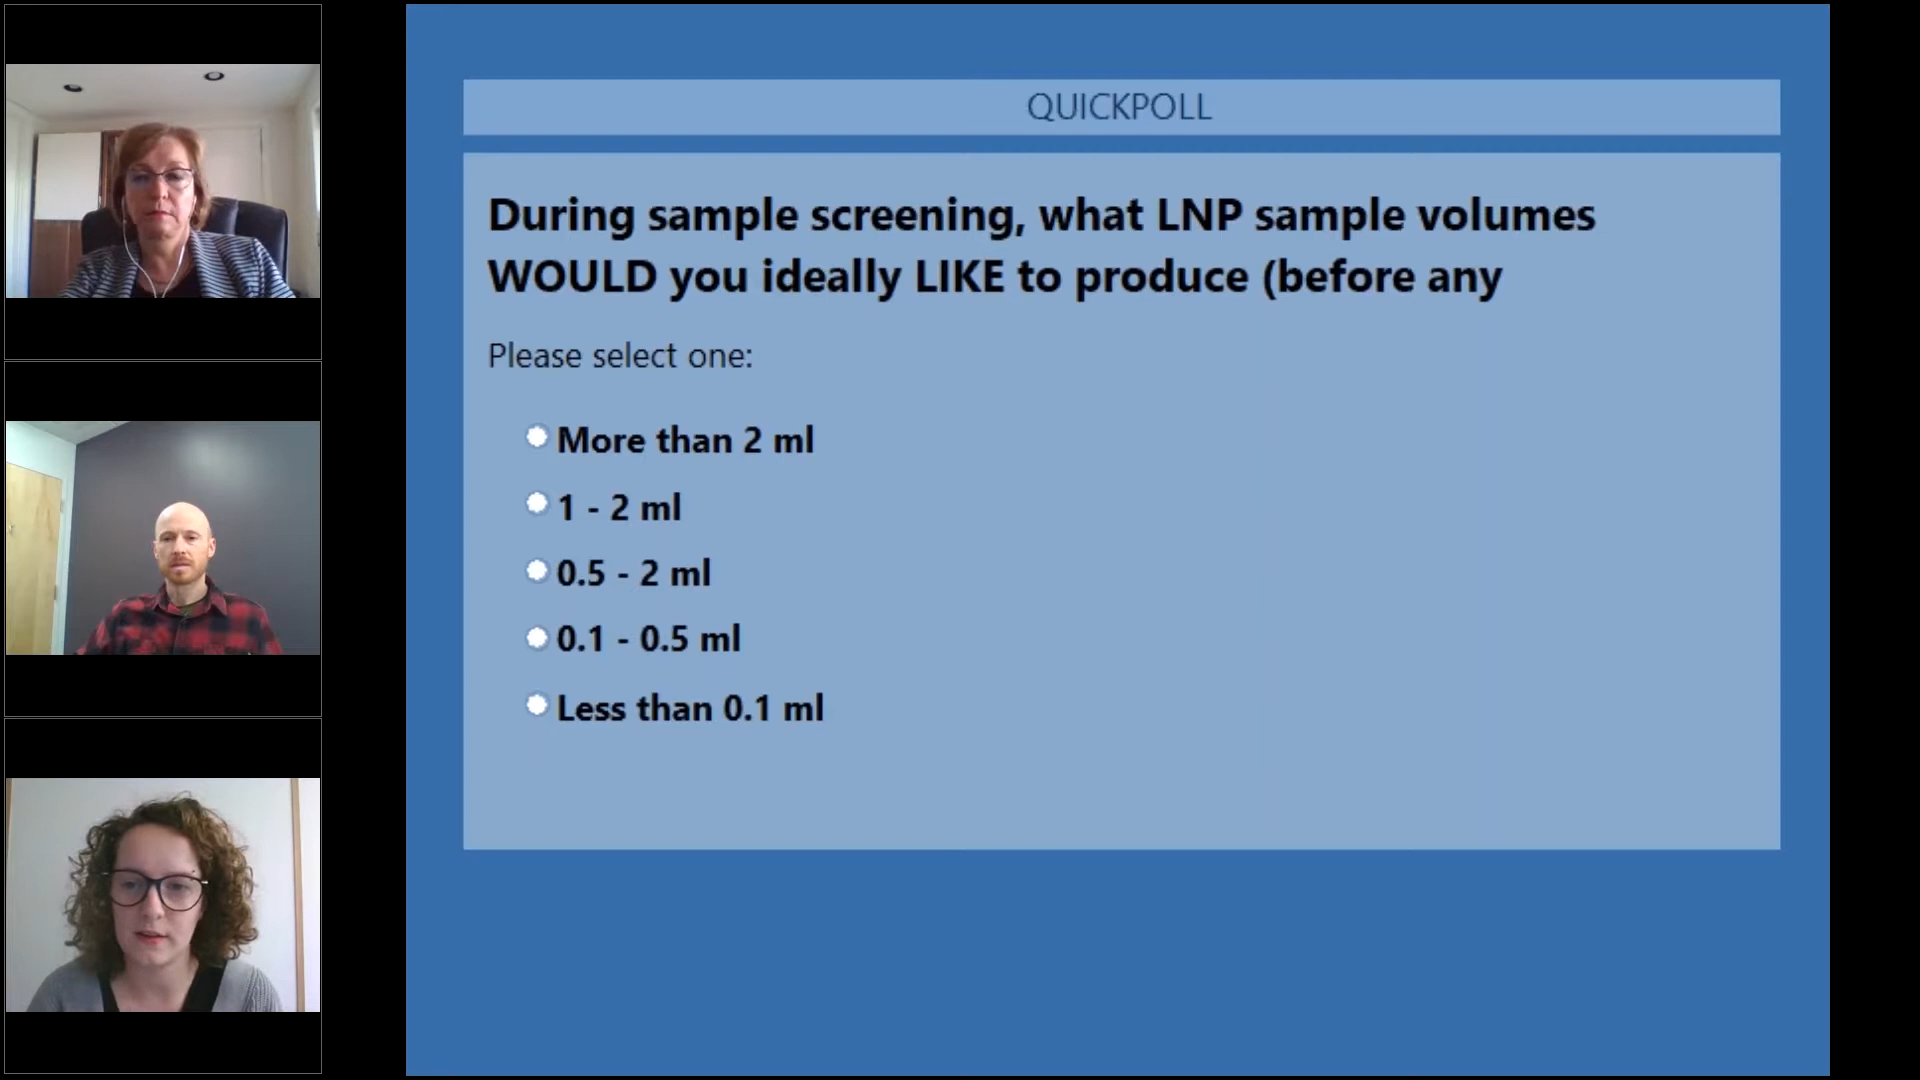 QUICKPOLL
During sample screening, what LNP sample volumes
WOULD you ideally LIKE to produce (before any
Please select one:
More than 2 ml
1 - 2 ml
0.5 - 2 ml
0.1 - 0.5 ml
Less than 0.1 ml